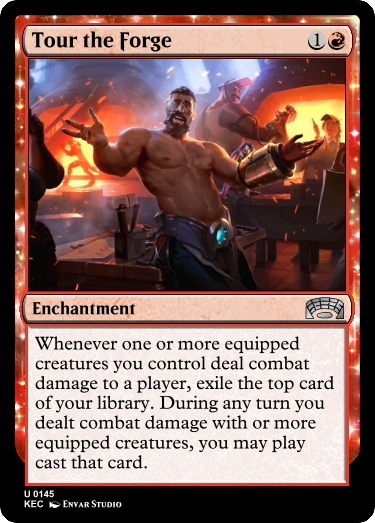 Tour the Forge 1
Enchantment
Whenever one or more equipped
creatures you control deal combat
damage to a player, exile the top card
of your library. During any turn you
dealt combat damage with or more
equipped creatures, you may play
cast that card.
U 0145
KEC ENVAR STUDIO